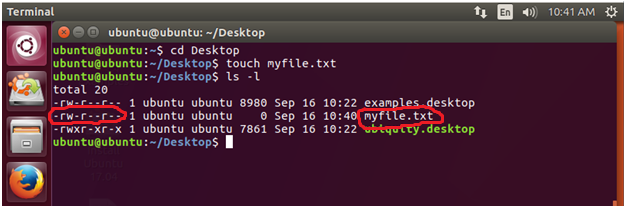 Terminal En 10:41 AM
ubuntu@ubuntu: ~/Desktop
ubuntu@ubuntu:~$ cd Desktop
ubuntu@ubuntu:~/Desktop$ touch myfile.txt
ubuntu@ubuntu:~/Desktop$ ls -l
total 20
-rw-r--r-- 1 ubuntu ubuntu 8980 Sep 16 10:22 examples.desktop
-rw-r--r-- 1 ubuntu ubuntu    0 Sep 16 10:40 myfile.txt
-rwxr-xr-x 1 ubuntu ubuntu 7861 Sep 16 10:22 ubiquity.desktop
ubuntu@ubuntu:~/Desktop$